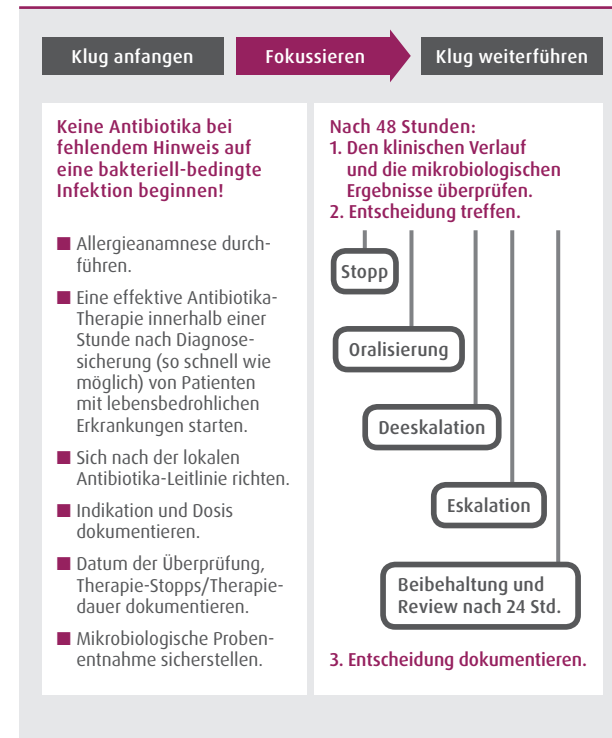 Klug anfangen
Fokussieren
Klug weiterführen
Keine Antibiotika bei
fehlendem Hinweis auf
eine bakteriell-bedingte
Infektion beginnen!
■ Allergieanamnese durch-
führen.
■ Eine effektive Antibiotika-
Therapie innerhalb einer
Stunde nach Diagnose-
sicherung (so schnell wie
möglich) von Patienten
mit lebensbedrohlichen
Erkrankungen starten.
■ Sich nach der lokalen
Antibiotika-Leitlinie richten.
■ Indikation und Dosis
dokumentieren.
■ Datum der Überprüfung,
Therapie-Stopps/Therapie-
dauer dokumentieren.
■ Mikrobiologische Proben-
entnahme sicherstellen.
Nach 48 Stunden:
1. Den klinischen Verlauf
und die mikrobiologischen
Ergebnisse überprüfen.
2. Entscheidung treffen.
Stopp
Oralisierung
Deeskalation
Eskalation
Beibehaltung und
Review nach 24 Std.
3. Entscheidung dokumentieren.